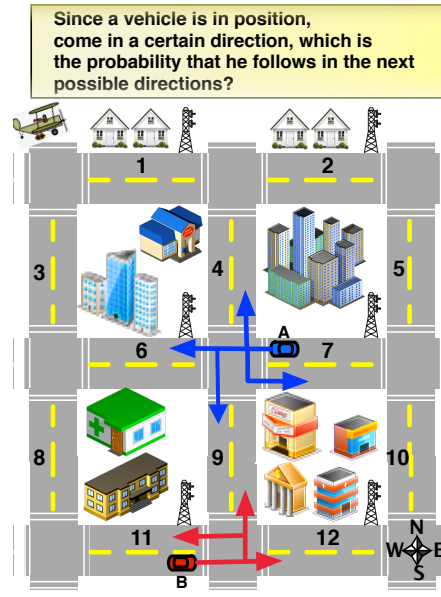 Since a vehicle is in position,
come in a certain direction, which is
the probability that he follows in the next
possible directions?
1
2
3
4
5
A
6
7
8
9
10
11
12
B
N
W E
S